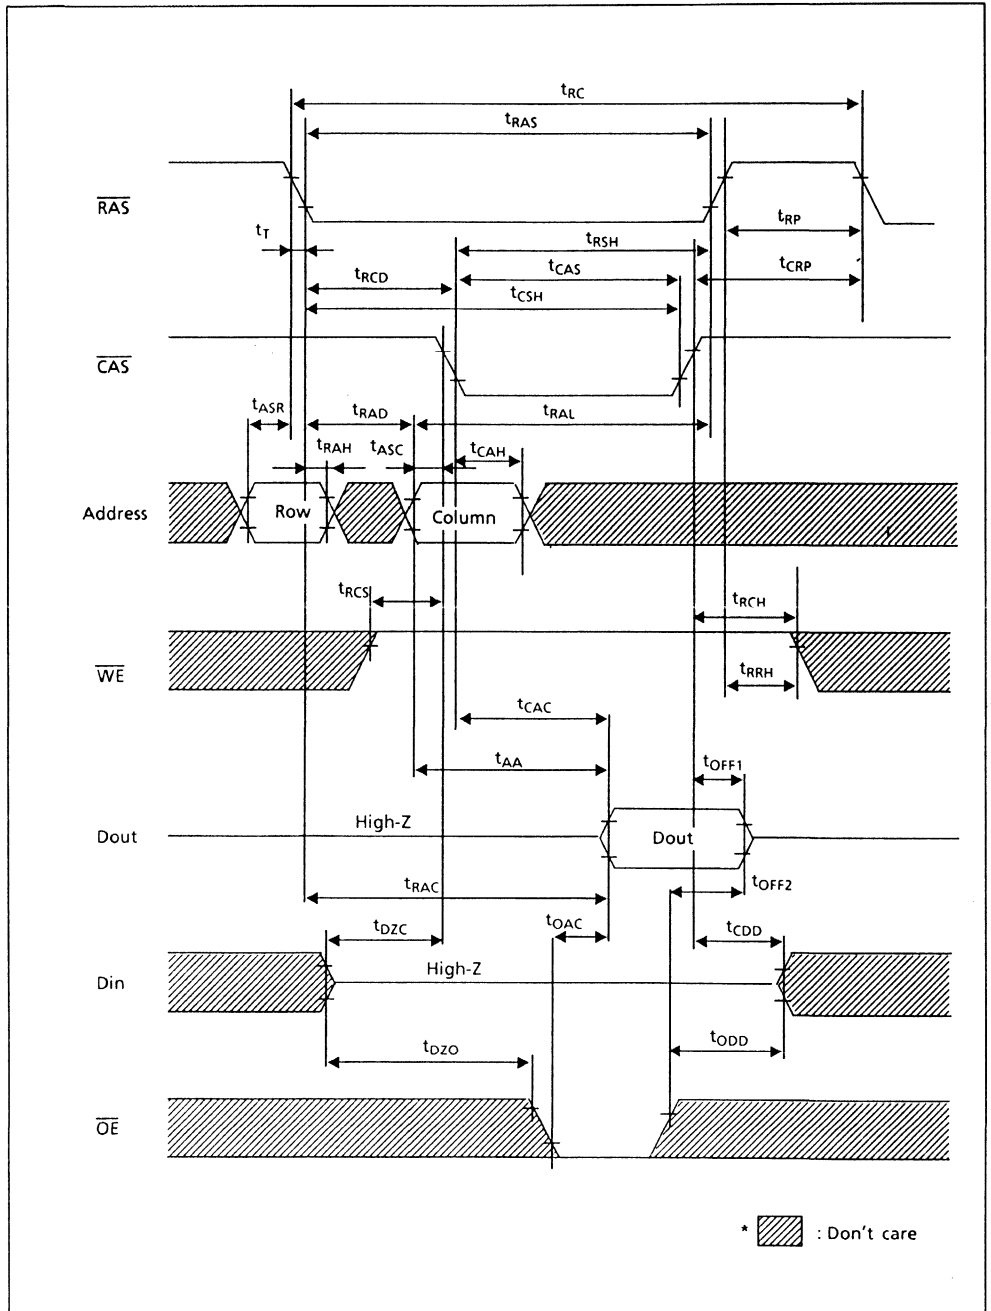 tRC
tRAS
RAS
tT
tRP
tRSH
tCAS
tCRP
tRCD
tCSH
CAS
tASR
tRAD
tRAL
tRAH
tASC
tCAH
Address
Row
Column
tRCS
tRCH
WE
tRRH
tCAC
tAA
tOFF1
Dout
High-Z
Dout
tRAC
tOFF2
tOAC
tDZC
tCDD
Din
High-Z
tDZO
tODD
OE
* : Don't care